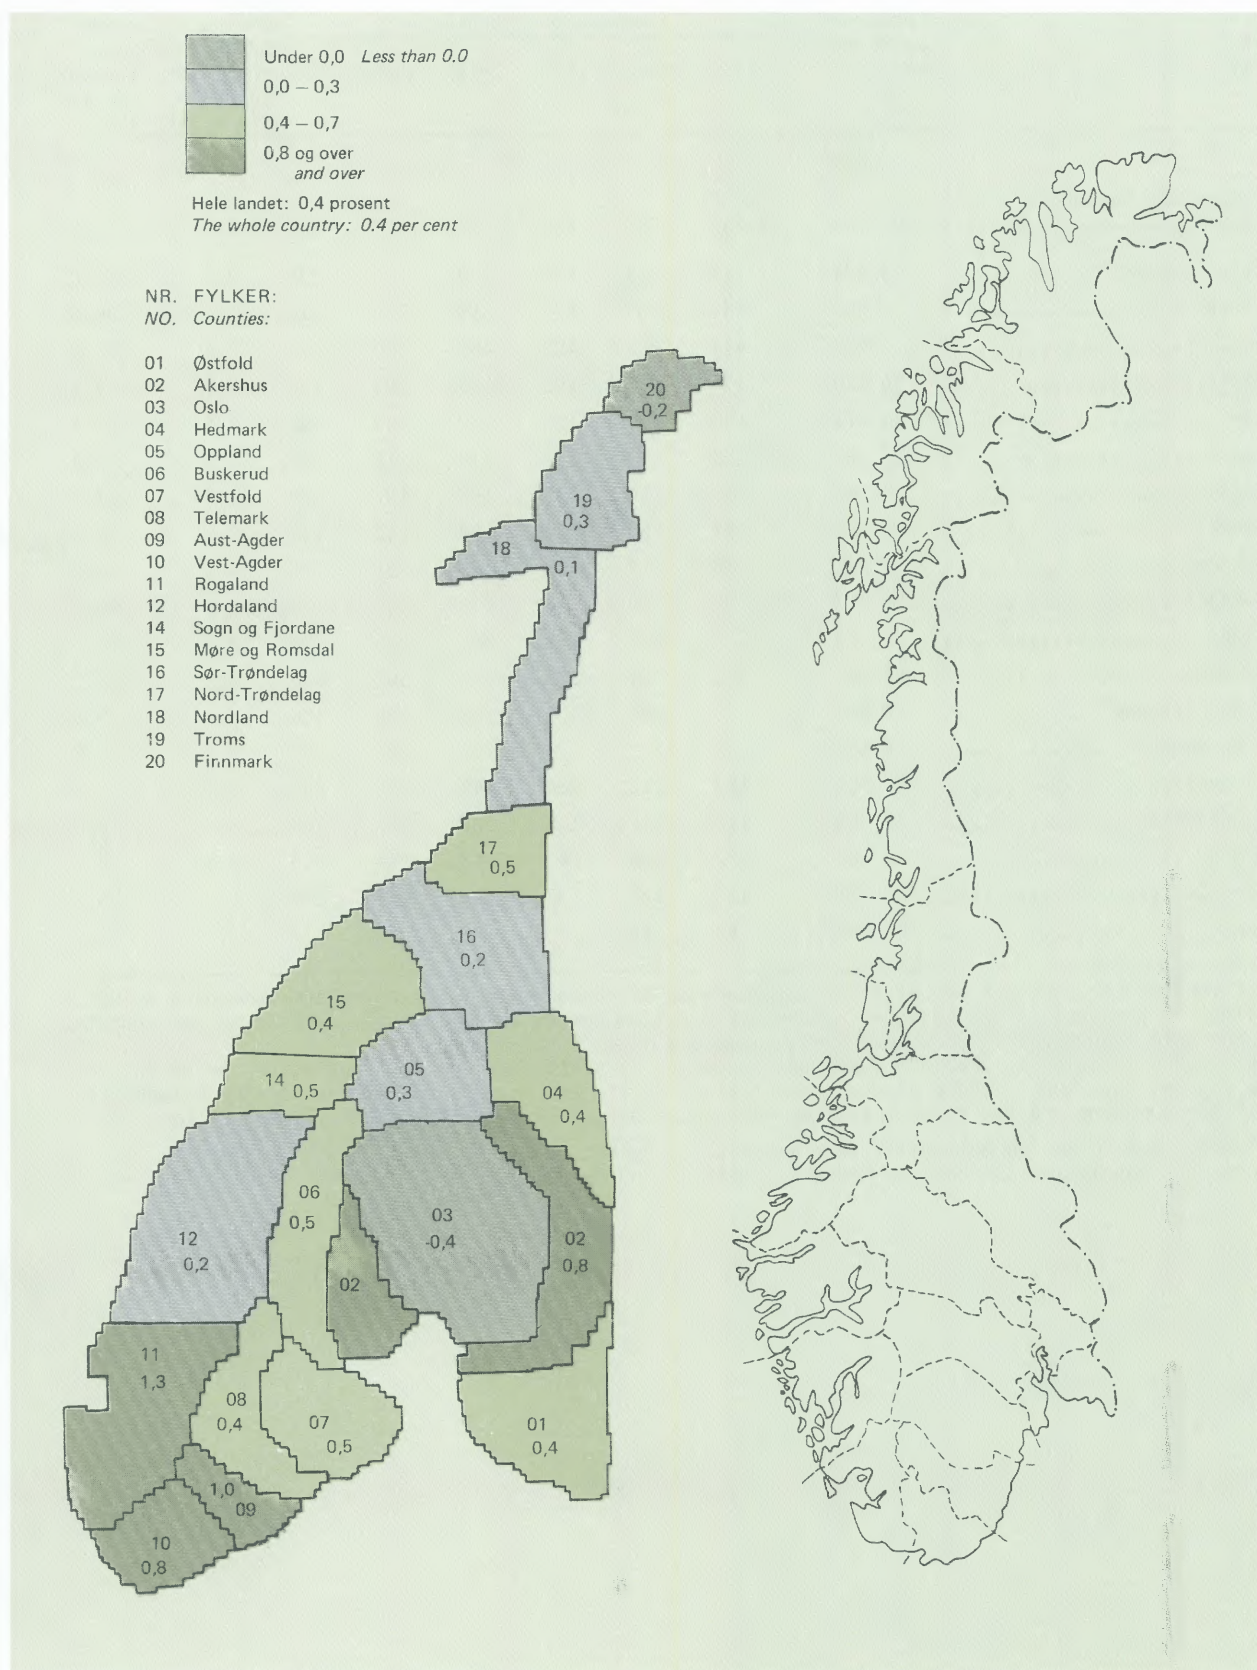 Under 0,0 Less than 0.0
0,0 – 0,3
0,4 – 0,7
0,8 og over
and over
Hele landet: 0,4 prosent
The whole country: 0.4 per cent
NR. FYLKER:
NO. Counties:
01 Østfold
02 Akershus
03 Oslo
04 Hedmark
05 Oppland
06 Buskerud
07 Vestfold
08 Telemark
09 Aust-Agder
10 Vest-Agder
11 Rogaland
12 Hordaland
14 Sogn og Fjordane
15 Møre og Romsdal
16 Sør-Trøndelag
17 Nord-Trøndelag
18 Nordland
19 Troms
20 Finnmark
20
-0,2
19
0,3
18
0,1
17
0,5
16
0,2
15
0,4
05
0,3
14
0,5
04
0,4
06
0,5
03
-0,4
02
0,8
12
0,2
02
11
1,3
08
0,4
07
0,5
01
0,4
1,0
09
10
0,8